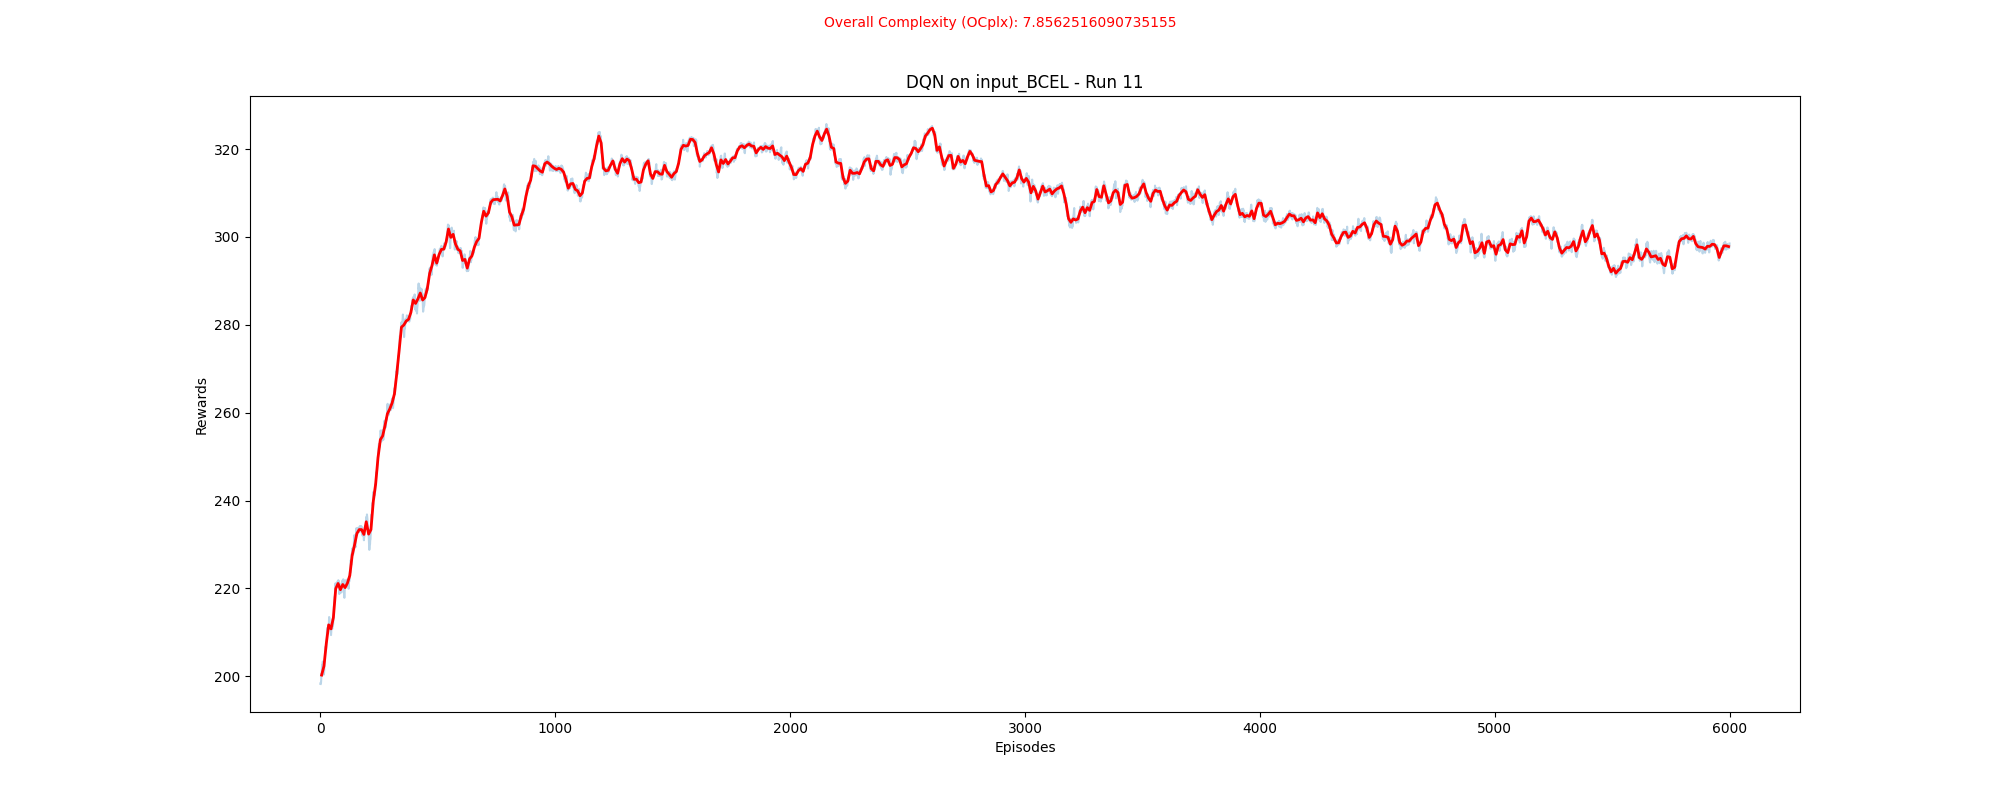 Overall Complexity (OCplx): 7.8562516090735155
DQN on input_BCEL - Run 11
Rewards
320
300
280
260
240
220
200
0 1000 2000 3000 4000 5000 6000
Episodes